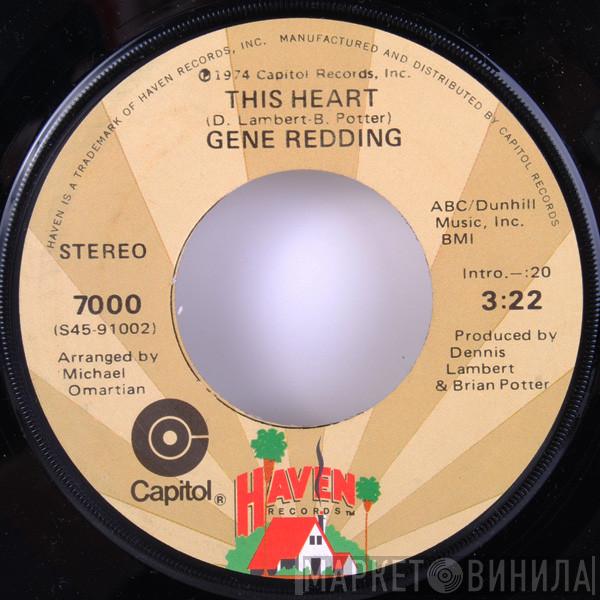 HAVEN IS A TRADEMARK OF HAVEN RECORDS, INC. MANUFACTURED AND DISTRIBUTED BY CAPITOL RECORDS
℗1974 Capitol Records, Inc.
THIS HEART
(D. Lambert-B. Potter)
GENE REDDING
STEREO
7000
(S45-91002)
Arranged by
Michael
Omartian
ABC/Dunhill
Music, Inc.
BMI
Intro.-:20
3:22
Produced by
Dennis
Lambert
& Brian Potter
Capitol®
HAVEN
RECORDS™
МАРКЕТ ВИНИЛА